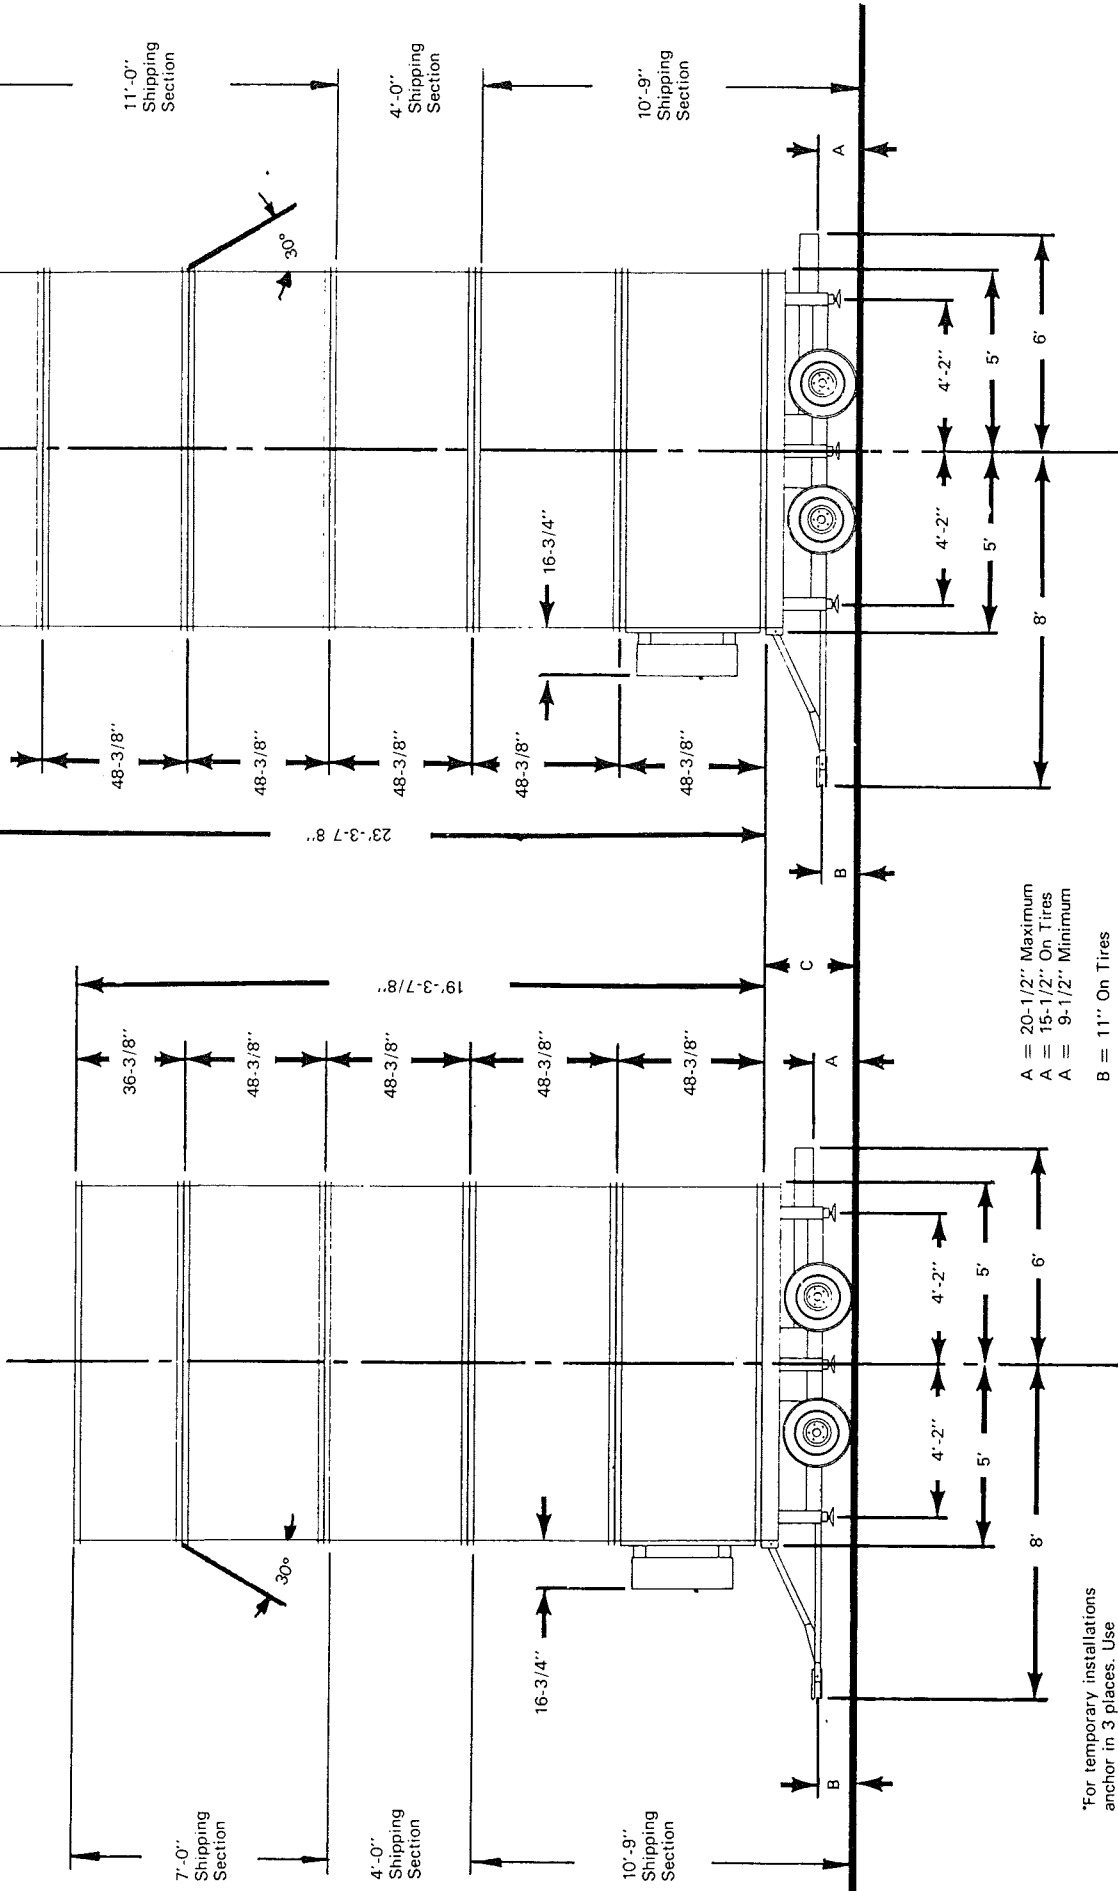 7'-0"
Shipping
Section
4'-0"
Shipping
Section
10'-9"
Shipping
Section
30°
16-3/4"
B
36-3/8"
48-3/8"
48-3/8"
48-3/8"
48-3/8"
19'-3-7/8"
A
C
4'-2"
4'-2"
5'
5'
8'
6'
11'-0"
Shipping
Section
4'-0"
Shipping
Section
10'-9"
Shipping
Section
30°
16-3/4"
48-3/8"
48-3/8"
48-3/8"
48-3/8"
48-3/8"
23'-3-7 8"
B
A
4'-2"
4'-2"
5'
5'
8'
6'
A = 20-1/2" Maximum
A = 15-1/2" On Tires
A = 9-1/2" Minimum
B = 11" On Tires
*For temporary installations
anchor in 3 places. Use